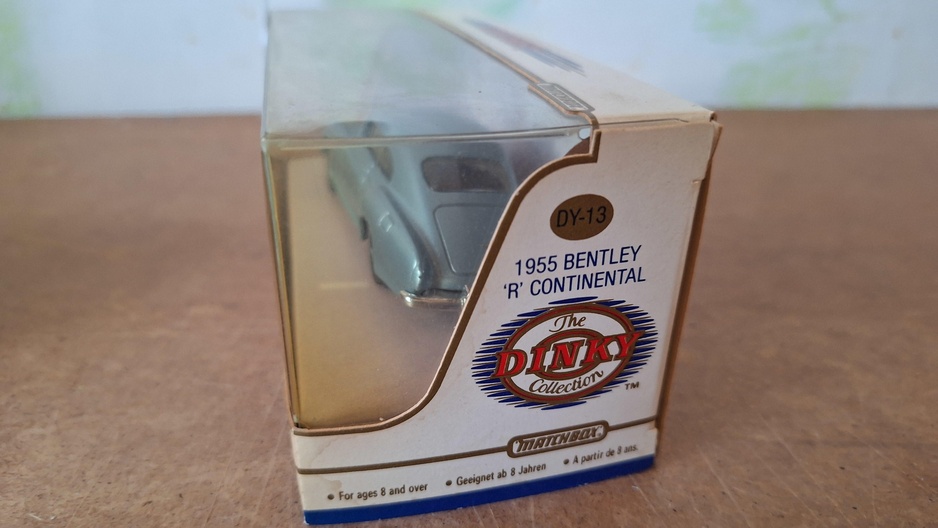 DY-13
1955 BENTLEY
'R' CONTINENTAL
The
DINKY
Collection
TM
MATCHBOX
• For ages 8 and over • Geeignet ab 8 Jahren • A partir de 8 ans.